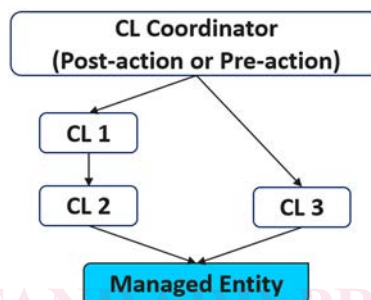 CL Coordinator
(Post-action or Pre-action)
CL 1
CL 2
CL 3
Managed Entity